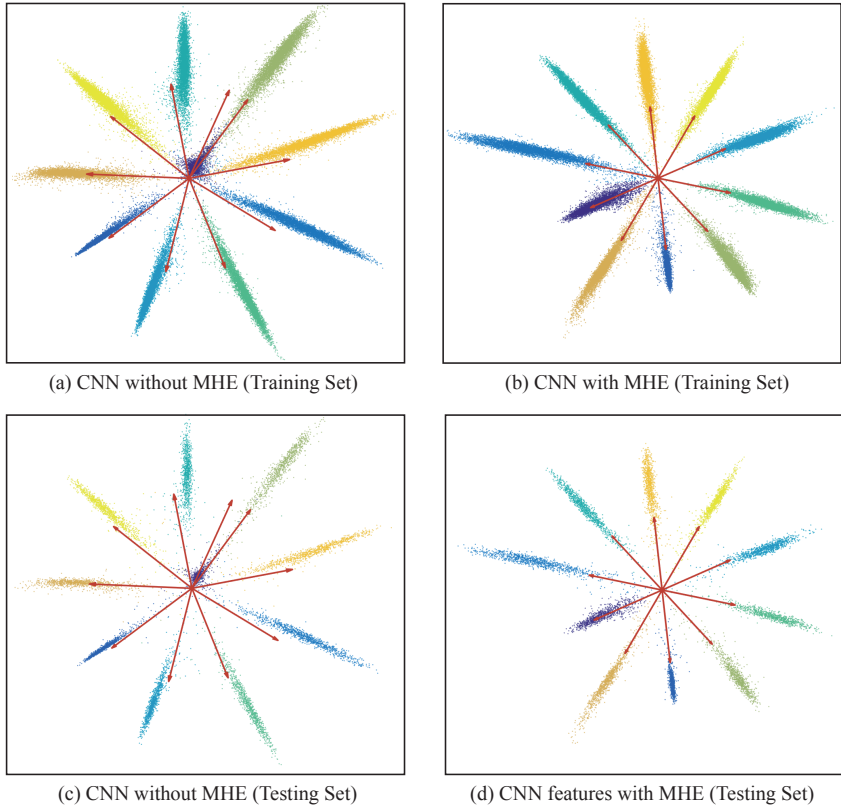 (a) CNN without MHE (Training Set)
(b) CNN with MHE (Training Set)
(c) CNN without MHE (Testing Set)
(d) CNN features with MHE (Testing Set)